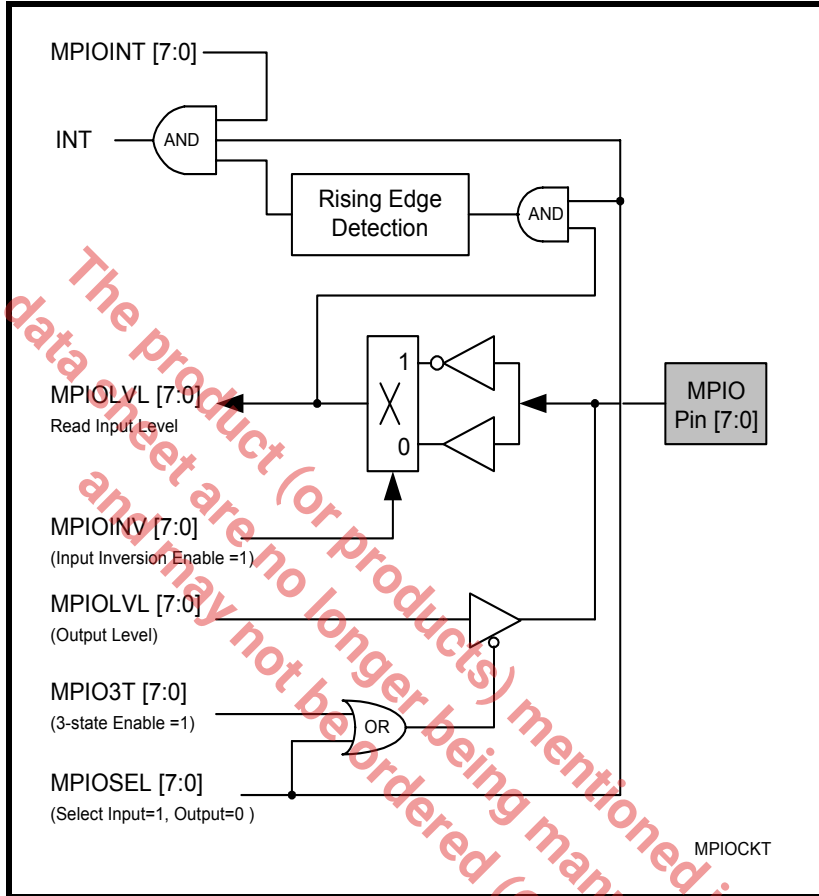 MPIOINT [7:0]
INT
AND
Rising Edge
Detection
AND
MPIOLVL [7:0]
Read Input Level
1
0
MPIO
Pin [7:0]
MPIOINV [7:0]
(Input Inversion Enable =1)
MPIOLVL [7:0]
(Output Level)
MPIO3T [7:0]
(3-state Enable =1)
OR
MPIOSEL [7:0]
(Select Input=1, Output=0 )
MPIOCKT
The product (or products) mentioned i
data sheet are no longer being man
and may not be ordered (